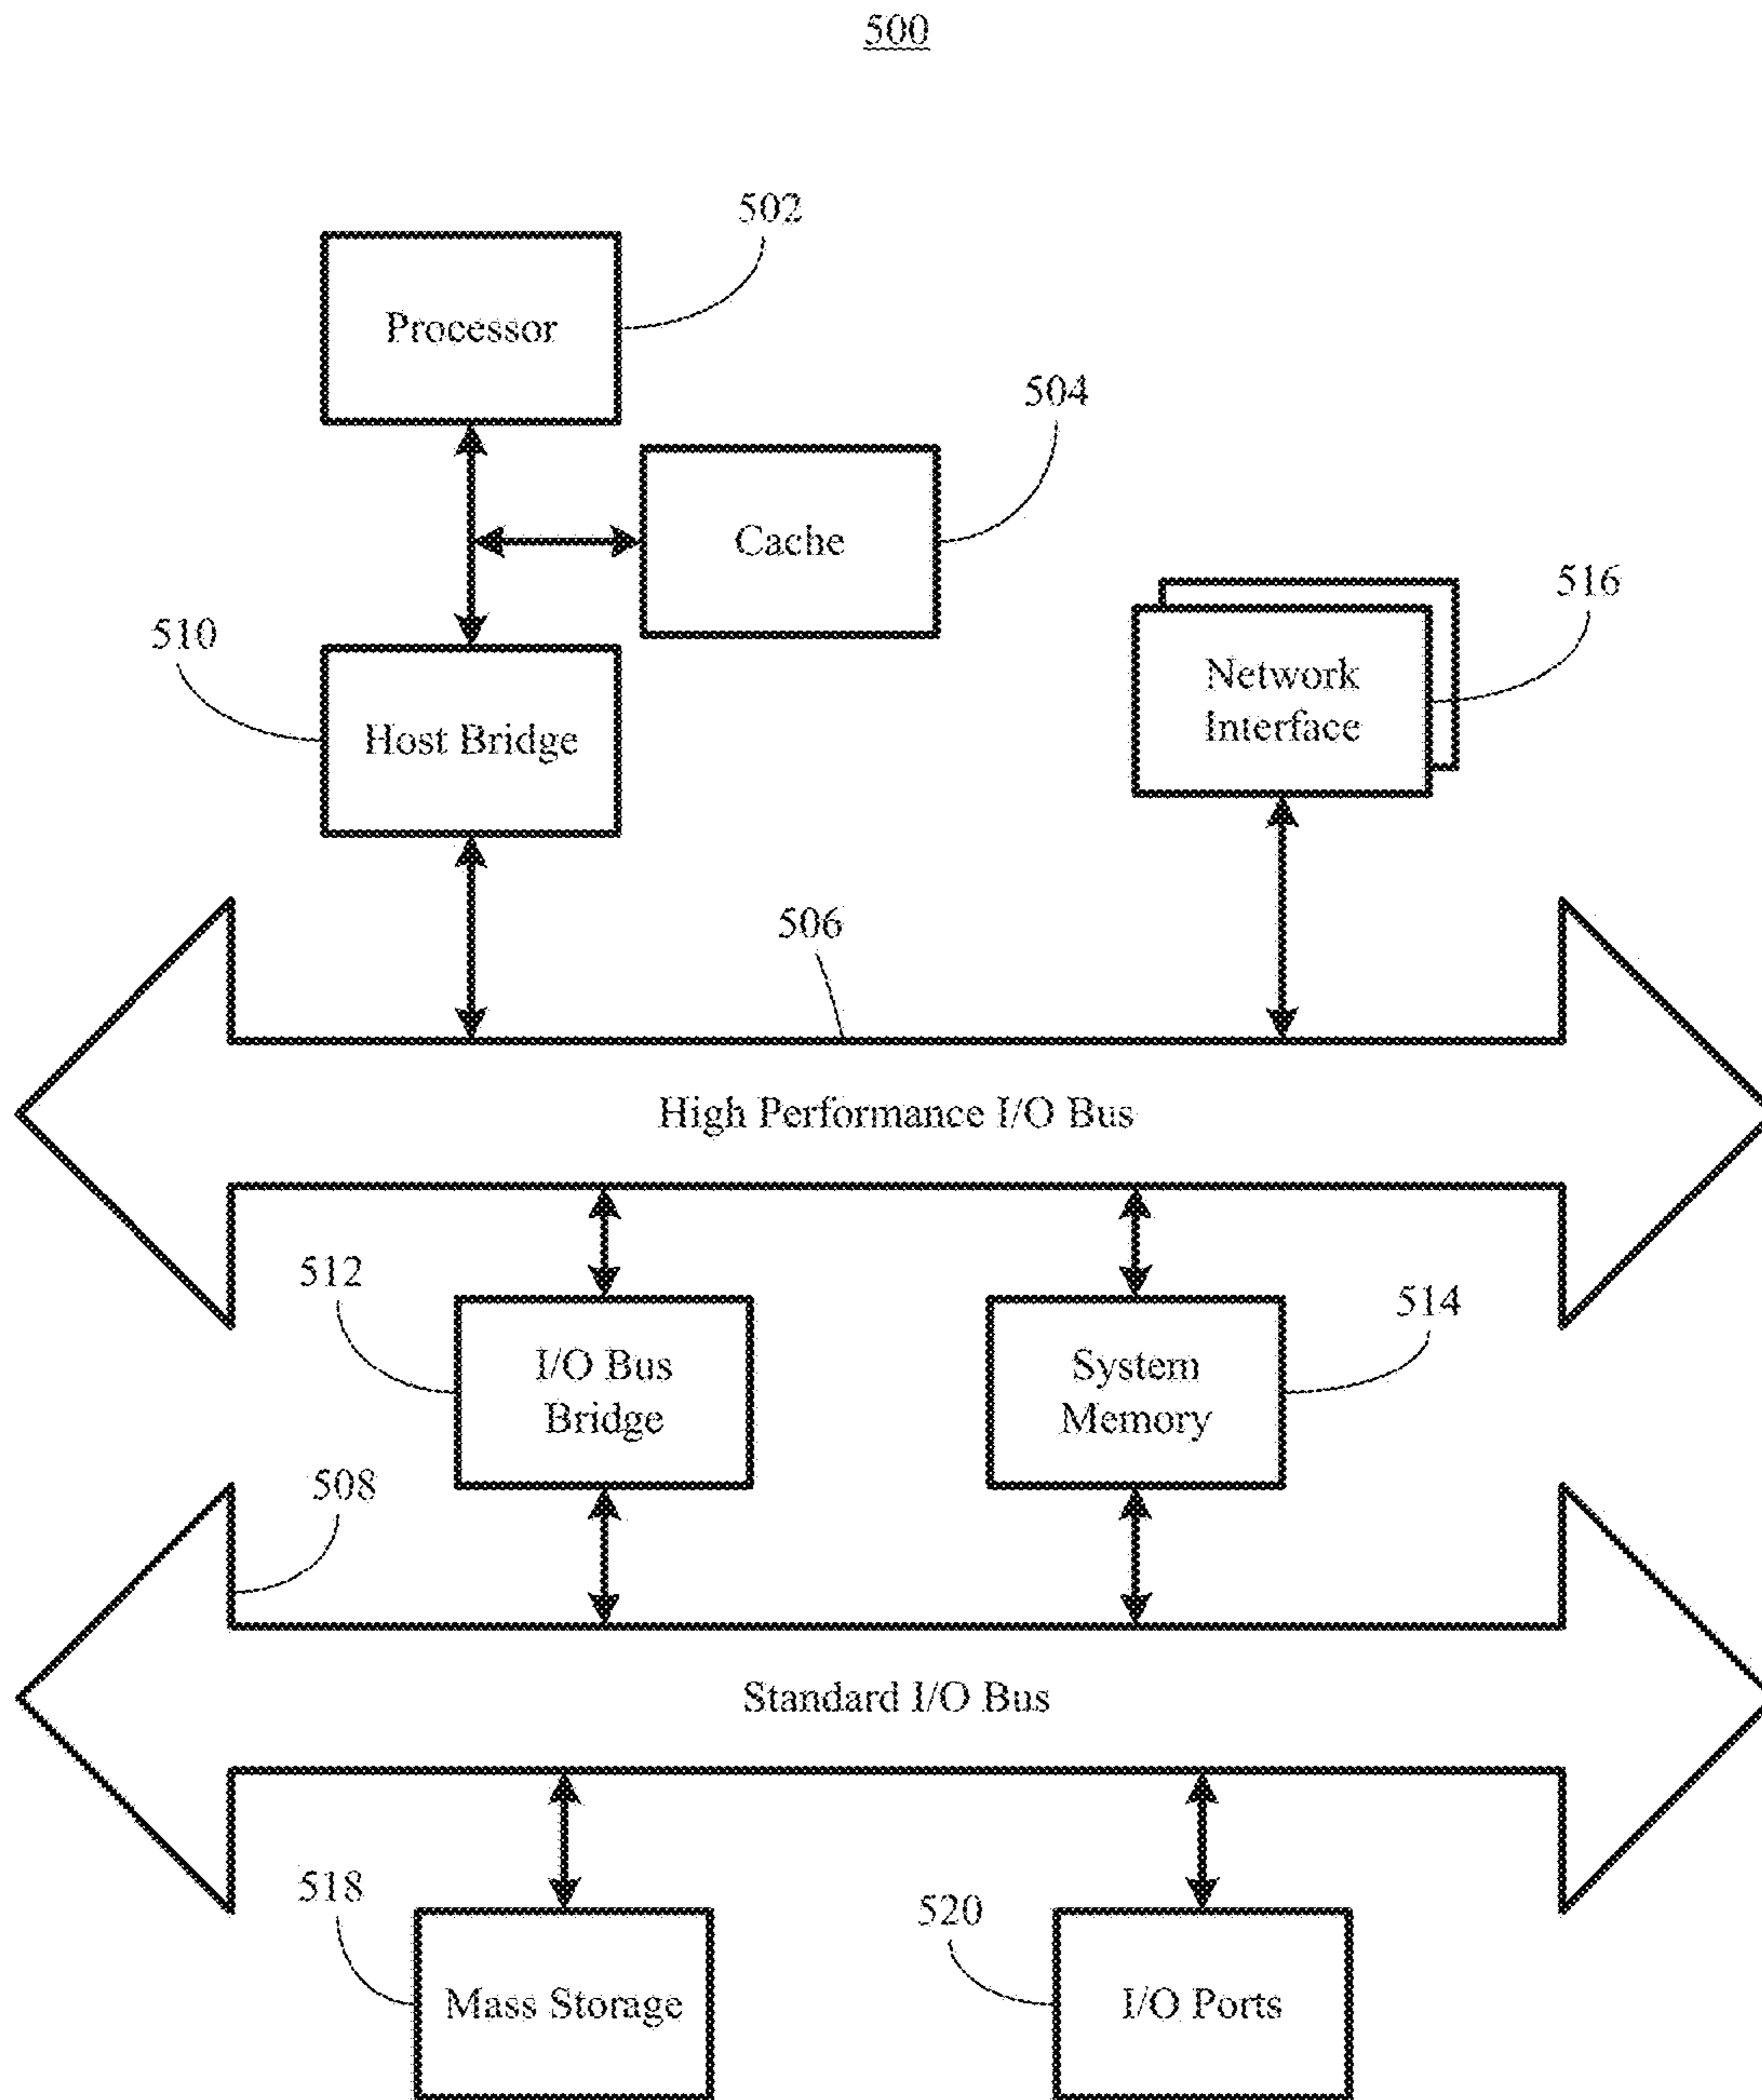 500
502
Processor
504
Cache
516
510
Network
Interface
Host Bridge
506
High Performance I/O Bus
512
514
I/O Bus
Bridge
System
Memory
508
Standard I/O Bus
518
520
Mass Storage
I/O Ports